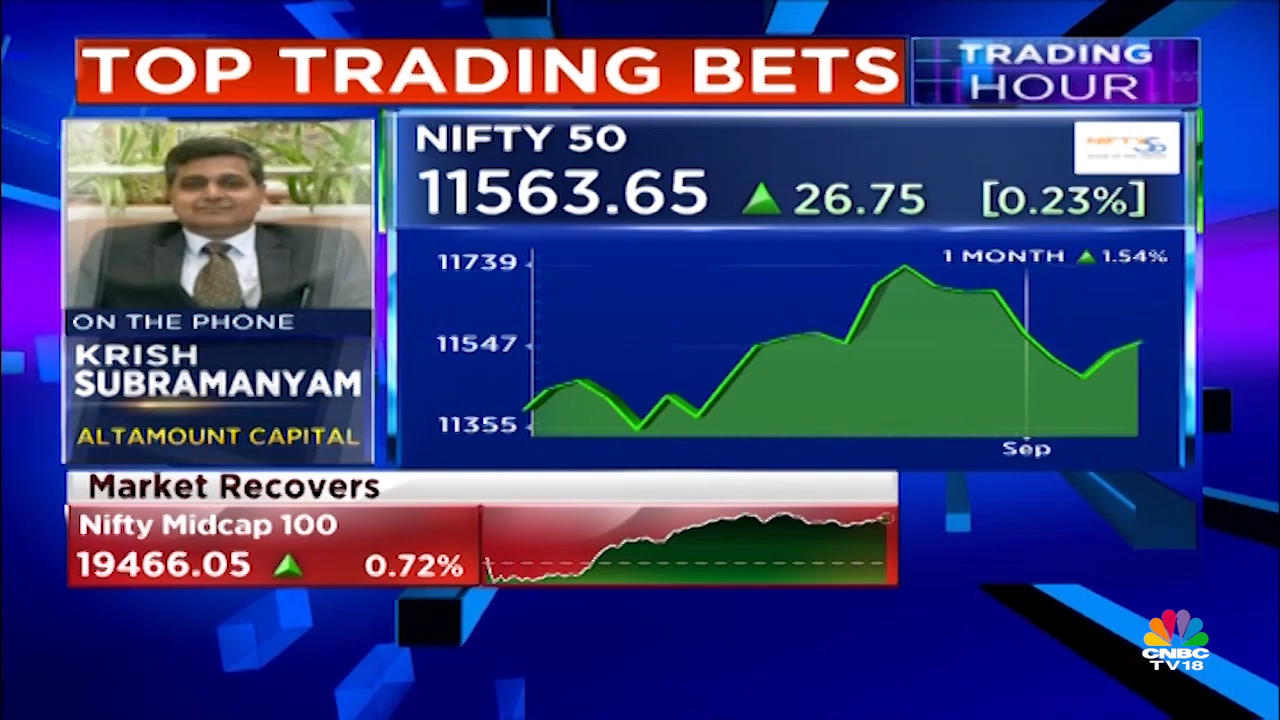 TOP TRADING BETS
TRADING
HOUR
NIFTY 50
11563.65 ▲ 26.75 [0.23%]
1 MONTH ▲ 1.54%
11739
11547
11355
Sep
ON THE PHONE
KRISH
SUBRAMANYAM
ALTAMOUNT CAPITAL
Market Recovers
Nifty Midcap 100
19466.05 ▲ 0.72%
CNBC
TV18